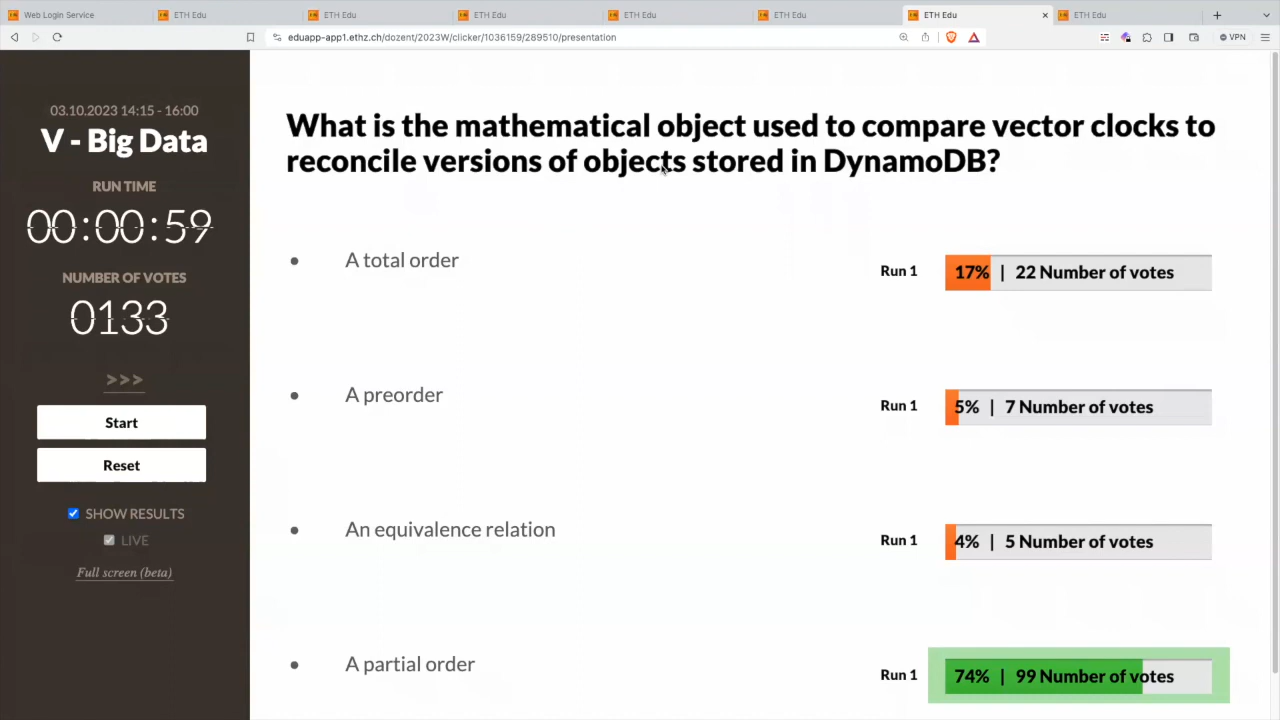 Web Login Service
ETH Edu
ETH Edu
ETH Edu
ETH Edu
ETH Edu
ETH Edu
ETH Edu
eduapp-app1.ethz.ch/dozent/2023W/clicker/1036159/289510/presentation
VPN
03.10.2023 14:15 - 16:00
V - Big Data
RUN TIME
00:00:59
NUMBER OF VOTES
0133
>>>
Start
Reset
SHOW RESULTS
LIVE
Full screen (beta)
What is the mathematical object used to compare vector clocks to
reconcile versions of objects stored in DynamoDB?
A total order
Run 1
17% | 22 Number of votes
A preorder
Run 1
5% | 7 Number of votes
An equivalence relation
Run 1
4% | 5 Number of votes
A partial order
Run 1
74% | 99 Number of votes